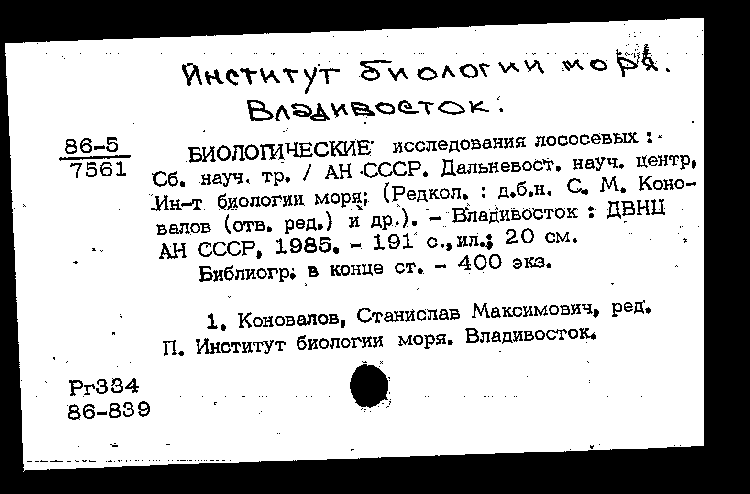 Институт биологии моря.
Владивосток.
86-5
7561
БИОЛОГИЧЕСКИЕ исследования лососевых :
Сб. науч. тр. / АН СССР. Дальневост. науч. центр,
Ин-т биологии моря; (Редкол. : д.б.н. С. М. Коно-
валов (отв. ред.) и др.). - Владивосток : ДВНЦ
АН СССР, 1985. - 191 с.,ил.; 20 см.
Библиогр. в конце ст. - 400 экз.
1. Коновалов, Станислав Максимович, ред.
П. Институт биологии моря. Владивосток.
Рг334
86-839